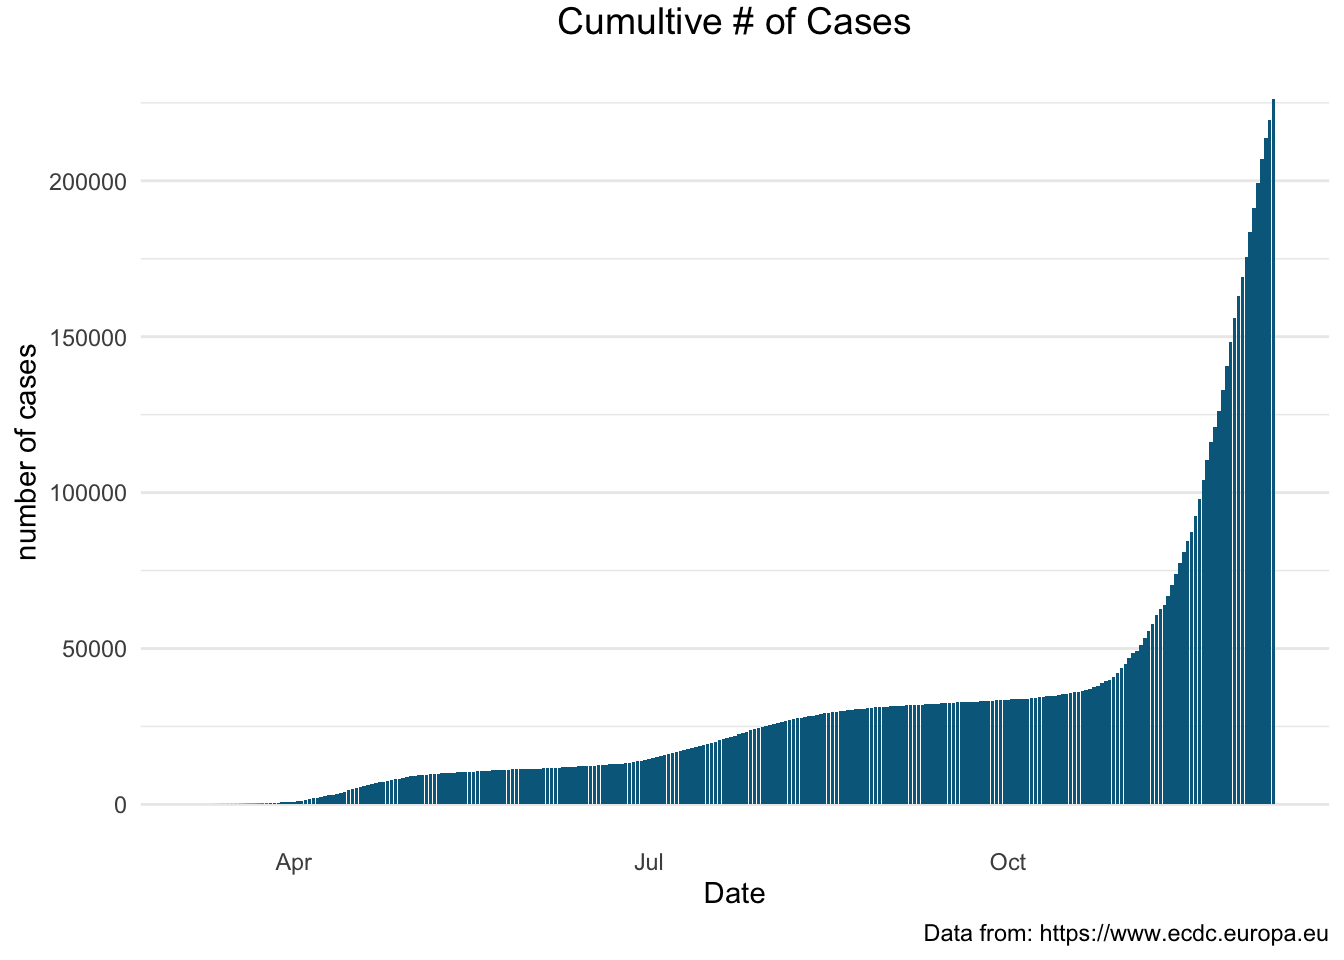 Cumultive # of Cases
number of cases
200000
150000
100000
50000
0
Apr Jul Oct
Date
Data from: https://www.ecdc.europa.eu